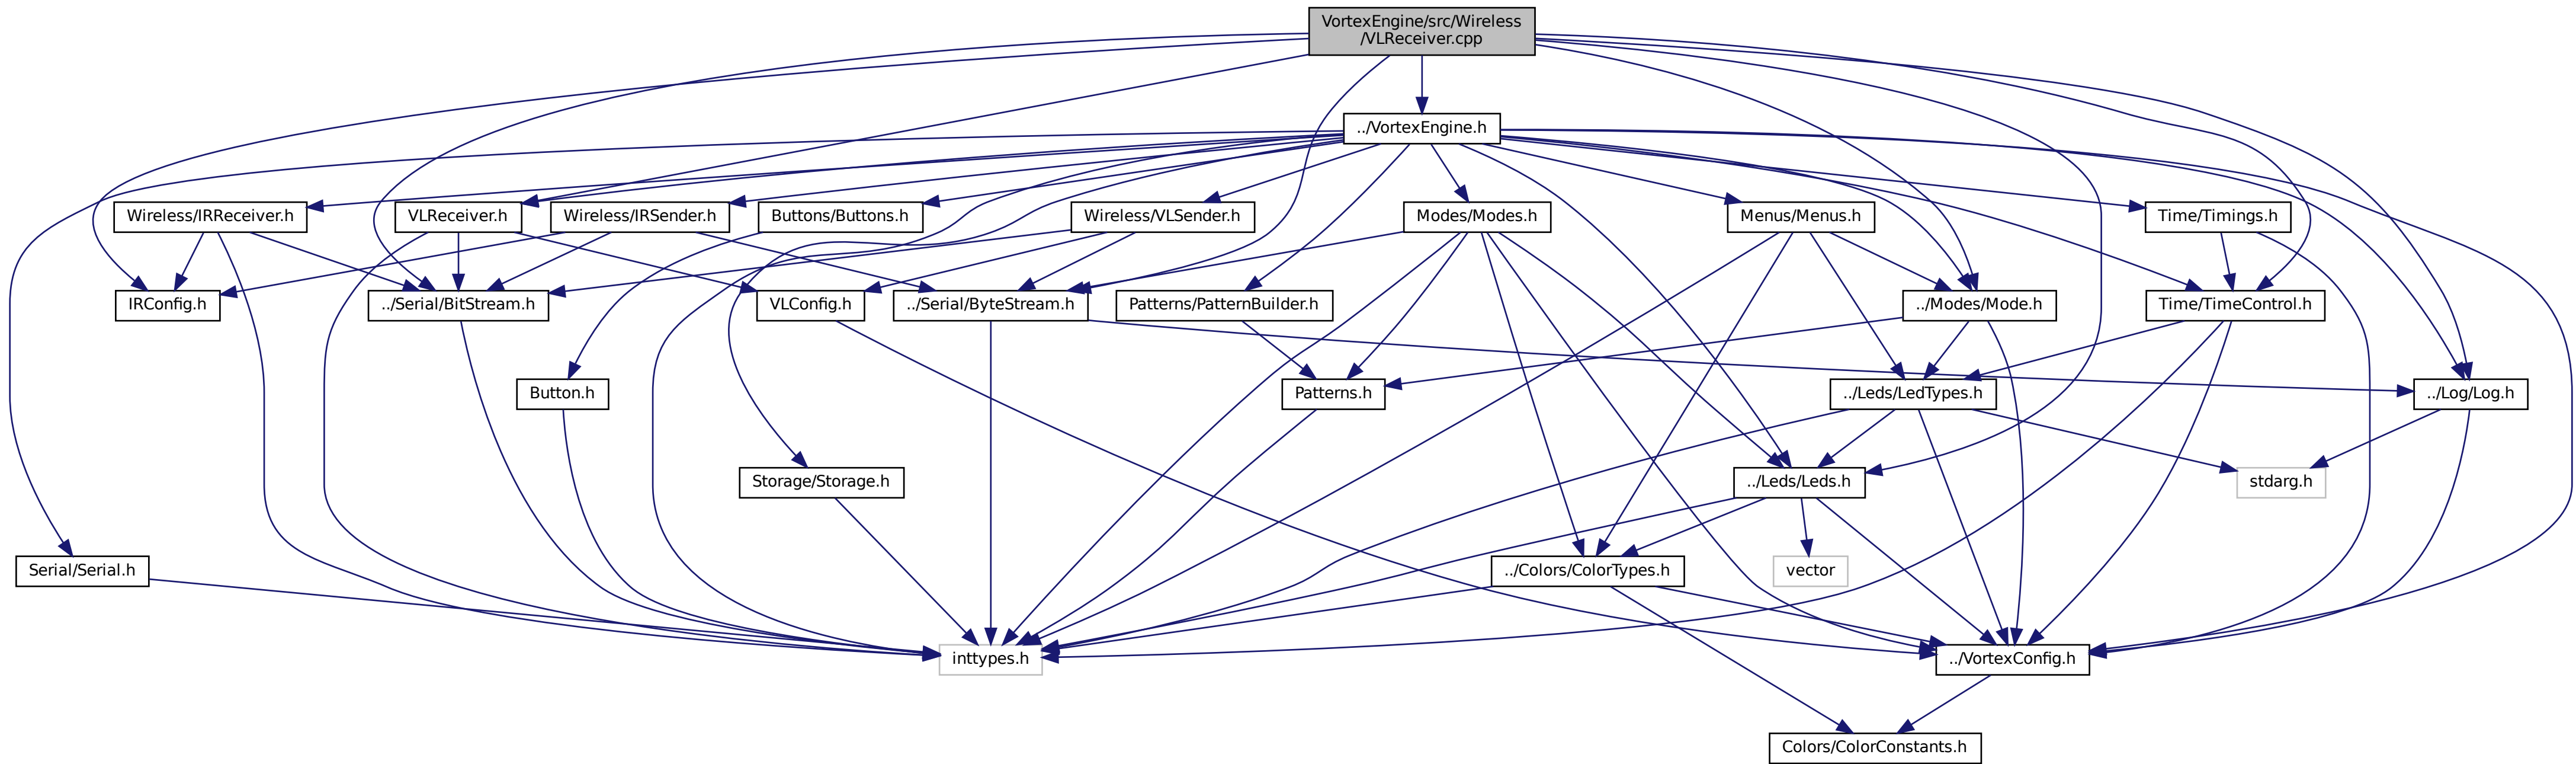 VortexEngine/src/Wireless
/VLReceiver.cpp
../VortexEngine.h
Wireless/IRReceiver.h
VLReceiver.h
Wireless/IRSender.h
Buttons/Buttons.h
Wireless/VLSender.h
Modes/Modes.h
Menus/Menus.h
Time/Timings.h
IRConfig.h
../Serial/BitStream.h
VLConfig.h
../Serial/ByteStream.h
Patterns/PatternBuilder.h
../Modes/Mode.h
Time/TimeControl.h
Button.h
Patterns.h
../Leds/LedTypes.h
../Log/Log.h
Storage/Storage.h
../Leds/Leds.h
stdarg.h
Serial/Serial.h
../Colors/ColorTypes.h
vector
inttypes.h
../VortexConfig.h
Colors/ColorConstants.h